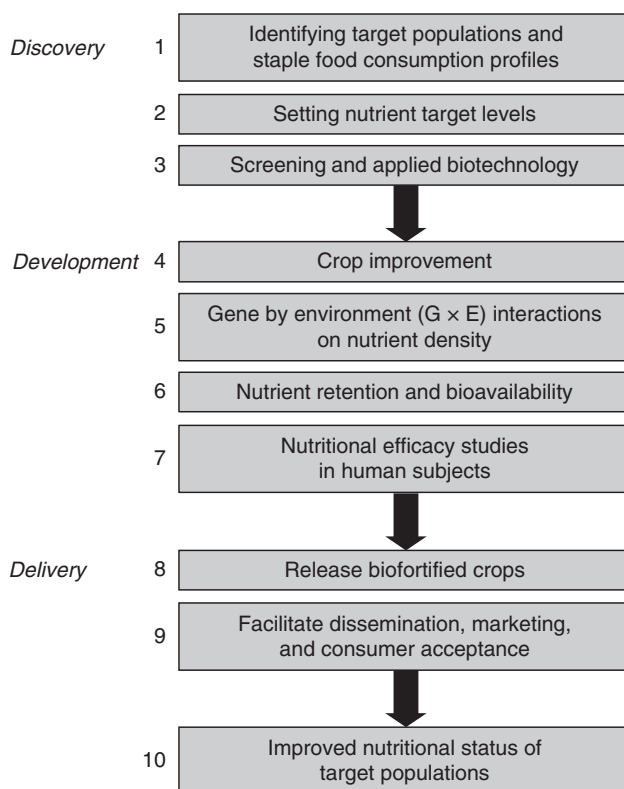 Discovery 1 Identifying target populations and
staple food consumption profiles
2 Setting nutrient target levels
3 Screening and applied biotechnology
Development 4 Crop improvement
5 Gene by environment (G × E) interactions
on nutrient density
6 Nutrient retention and bioavailability
7 Nutritional efficacy studies
in human subjects
Delivery 8 Release biofortified crops
9 Facilitate dissemination, marketing,
and consumer acceptance
10 Improved nutritional status of
target populations